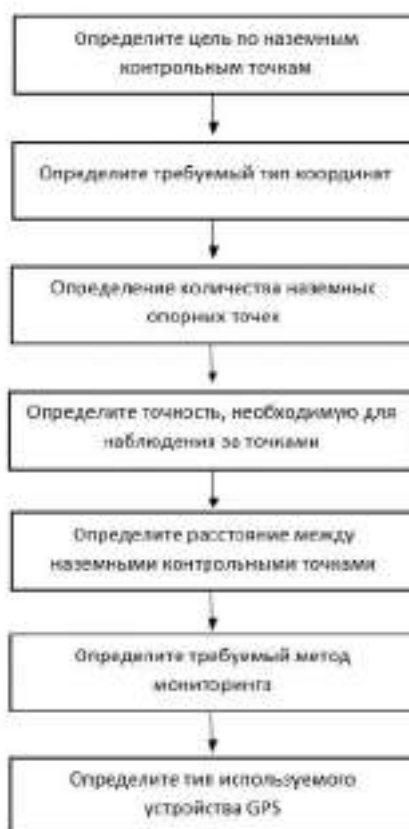 Определите цель по наземным
контрольным точкам
Определите требуемый тип координат
Определение количества наземных
опорных точек
Определите точность, необходимую для
наблюдения за точками
Определите расстояние между
наземными контрольными точками
Определите требуемый метод
мониторинга
Определите тип используемого
устройства GPS